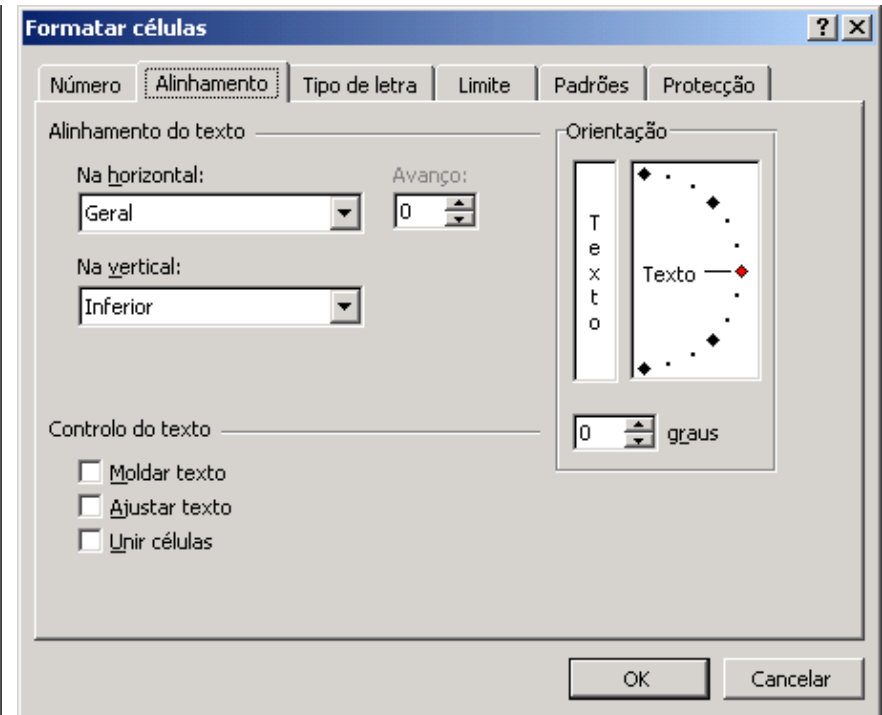 Formatar células
Número Alinhamento Tipo de letra Limite Padrões Protecção
Alinhamento do texto
Na horizontal:
Avanço:
Geral
0
Na vertical:
Inferior
Orientação
Texto
Texto
0 graus
Controlo do texto
Moldar texto
Ajustar texto
Unir células
OK Cancelar